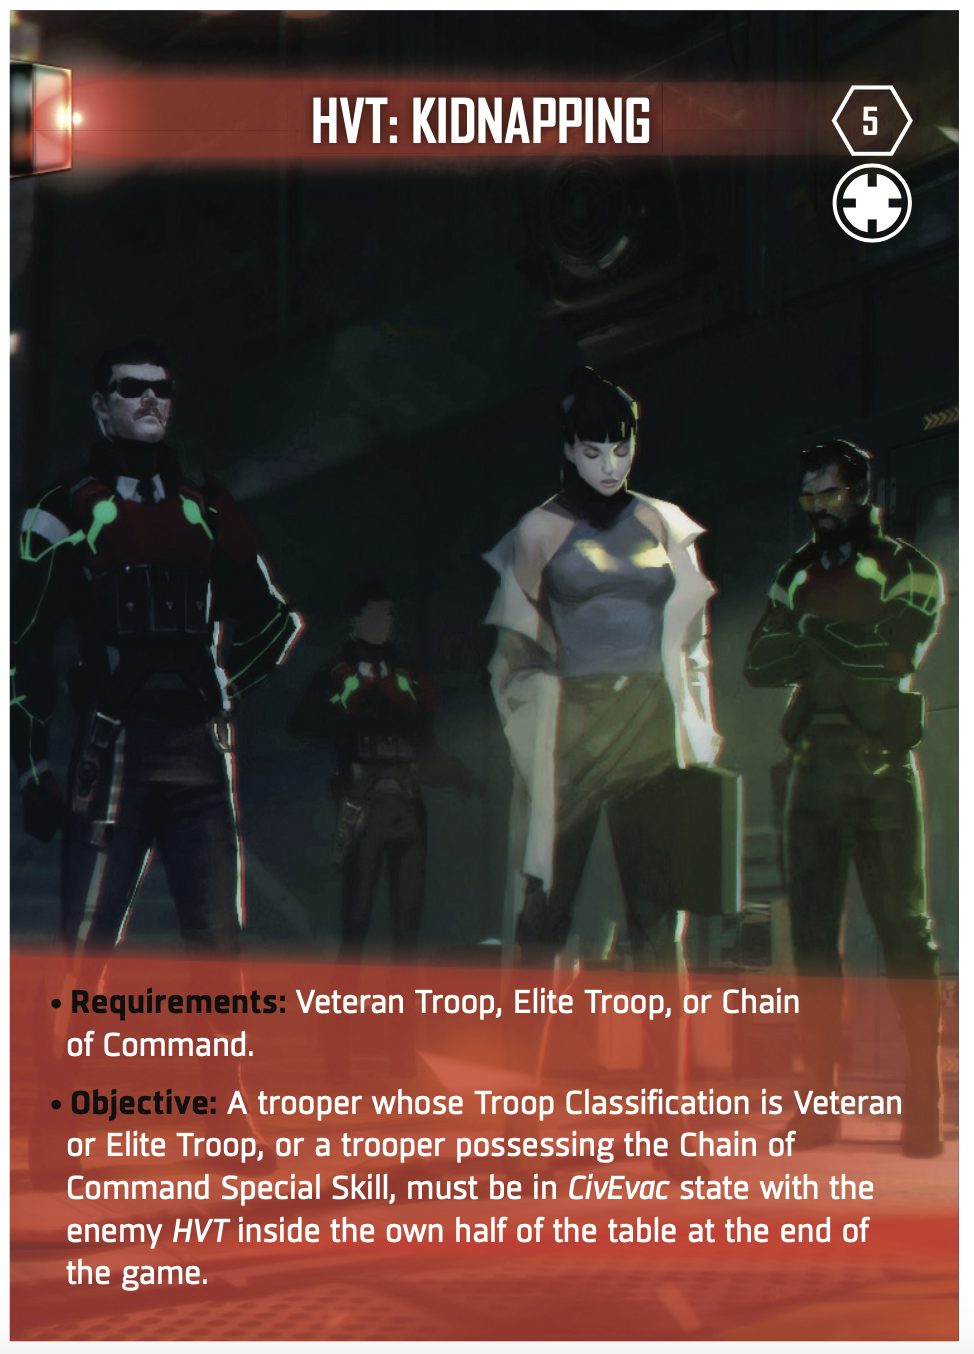 HVT: KIDNAPPING
5
• Requirements: Veteran Troop, Elite Troop, or Chain
of Command.
• Objective: A trooper whose Troop Classification is Veteran
or Elite Troop, or a trooper possessing the Chain of
Command Special Skill, must be in CivEvac state with the
enemy HVT inside the own half of the table at the end of
the game.